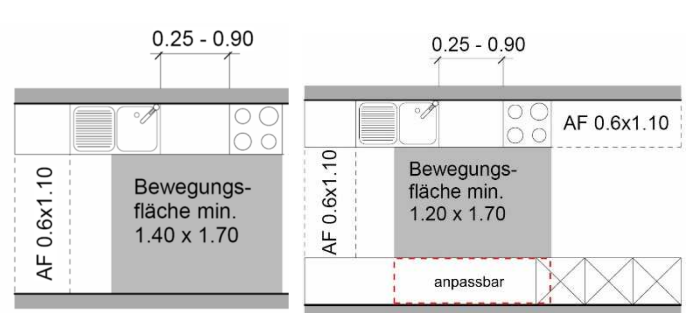 0.25 - 0.90
AF 0.6x1.10
Bewegungs-
fläche min.
1.40 x 1.70
0.25 - 0.90
AF 0.6x1.10
AF 0.6x1.10
Bewegungs-
fläche min.
1.20 x 1.70
anpassbar